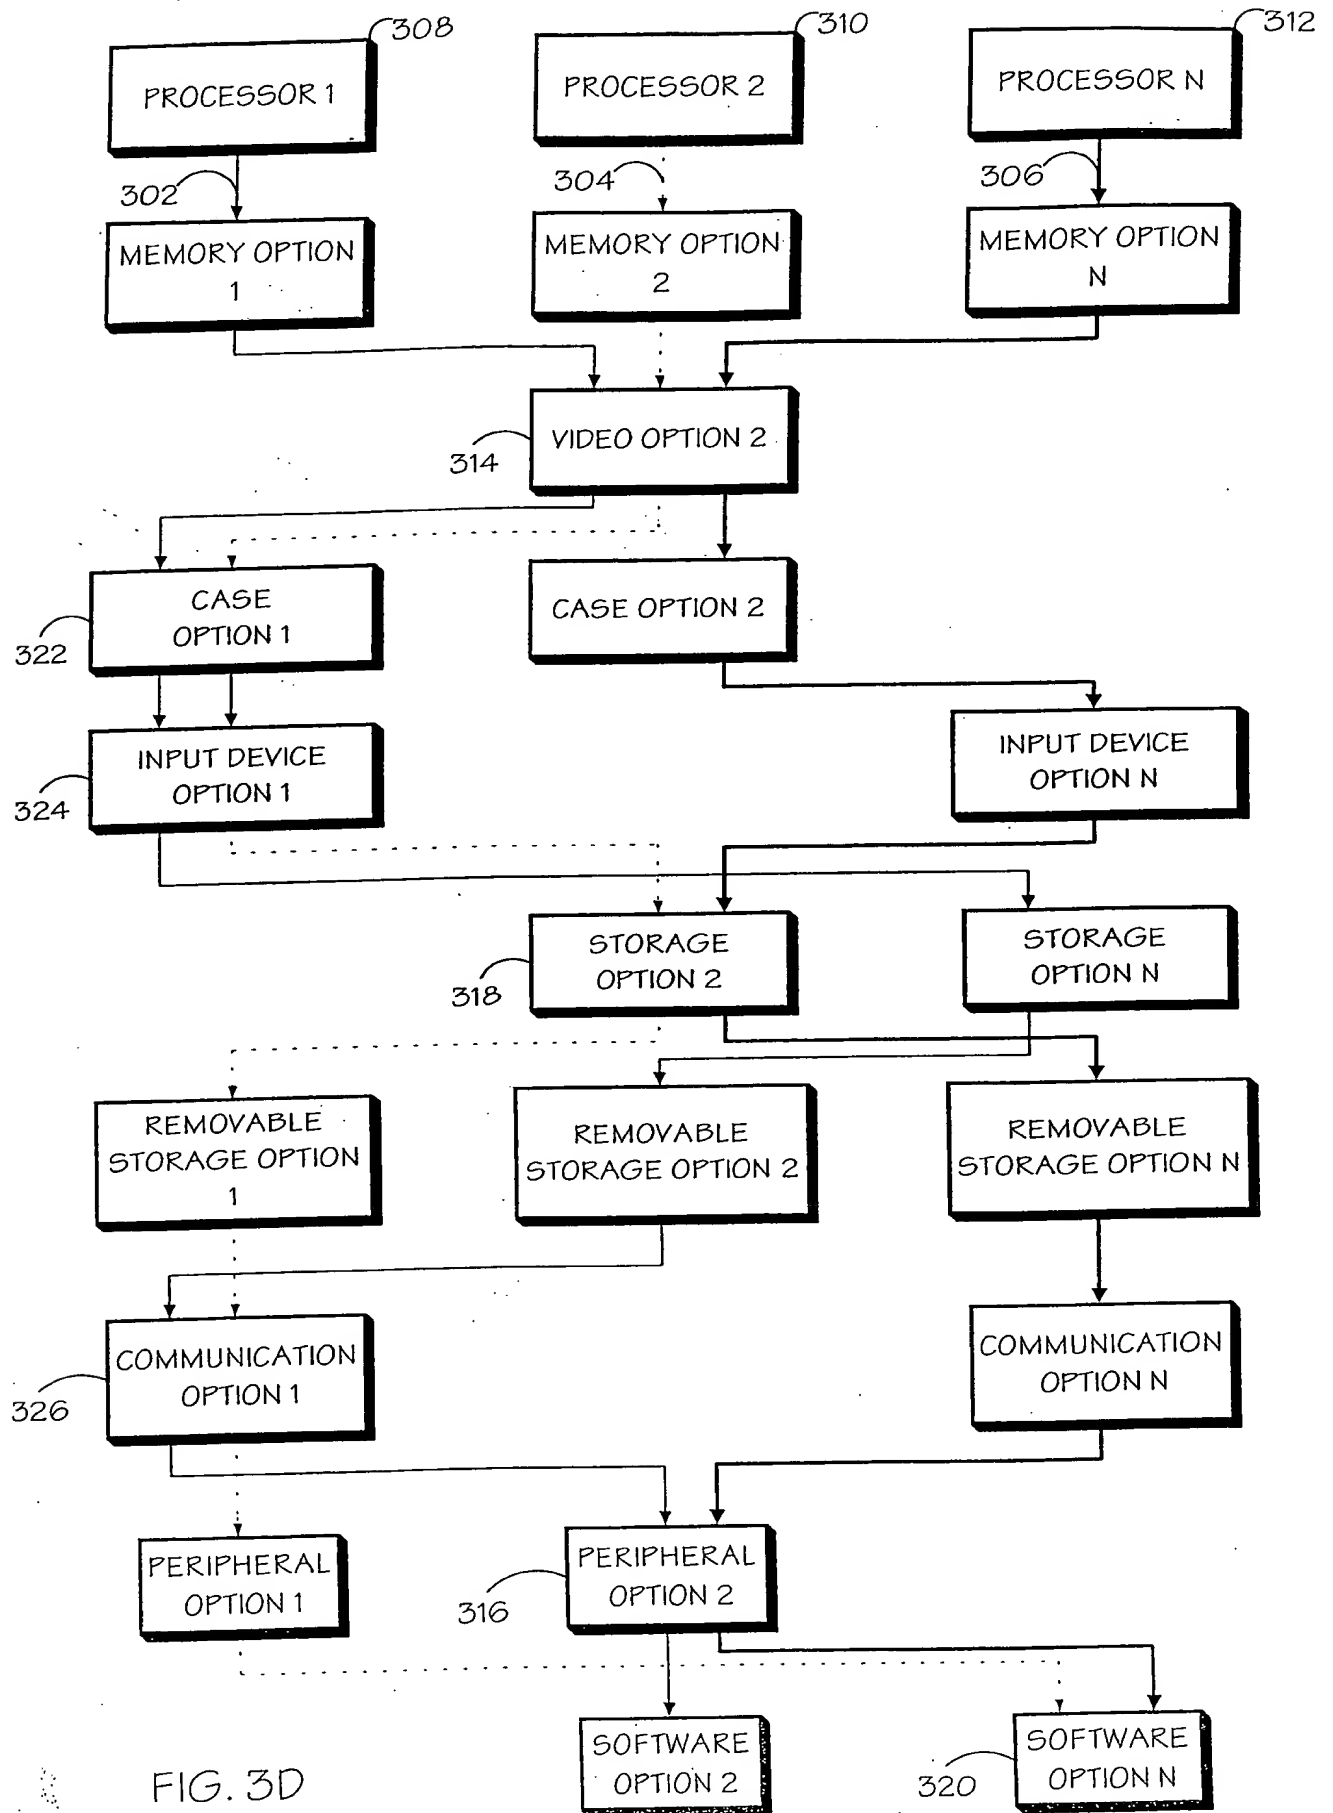 308
310
312
PROCESSOR 1
PROCESSOR 2
PROCESSOR N
302
304
306
MEMORY OPTION
1
MEMORY OPTION
2
MEMORY OPTION
N
VIDEO OPTION 2
314
CASE
OPTION 1
322
CASE OPTION 2
INPUT DEVICE
OPTION 1
324
INPUT DEVICE
OPTION N
STORAGE
OPTION 2
318
STORAGE
OPTION N
REMOVABLE
STORAGE OPTION
1
REMOVABLE
STORAGE OPTION 2
REMOVABLE
STORAGE OPTION N
COMMUNICATION
OPTION 1
326
COMMUNICATION
OPTION N
PERIPHERAL
OPTION 1
PERIPHERAL
OPTION 2
316
SOFTWARE
OPTION 2
SOFTWARE
OPTION N
320
FIG. 3D